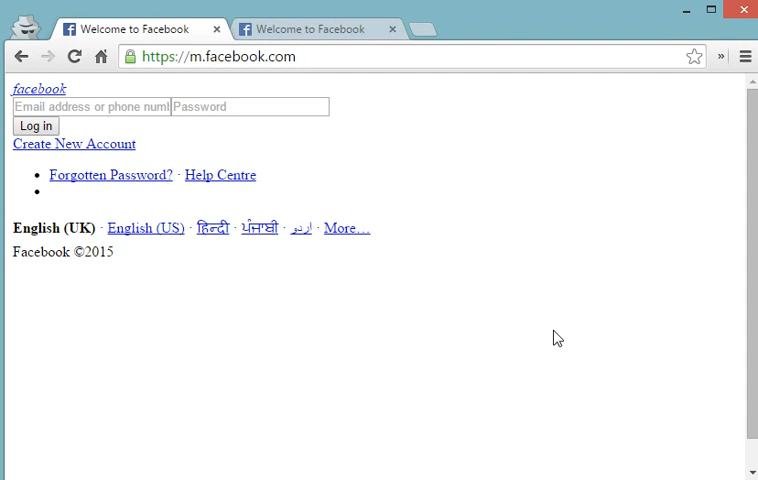 Welcome to Facebook
Welcome to Facebook
https://m.facebook.com
facebook
Email address or phone numl Password
Log in
Create New Account
Forgotten Password? · Help Centre
English (UK) · English (US) · हिन्दी · ਪੰਜਾਬੀ · اردو · More…
Facebook ©2015